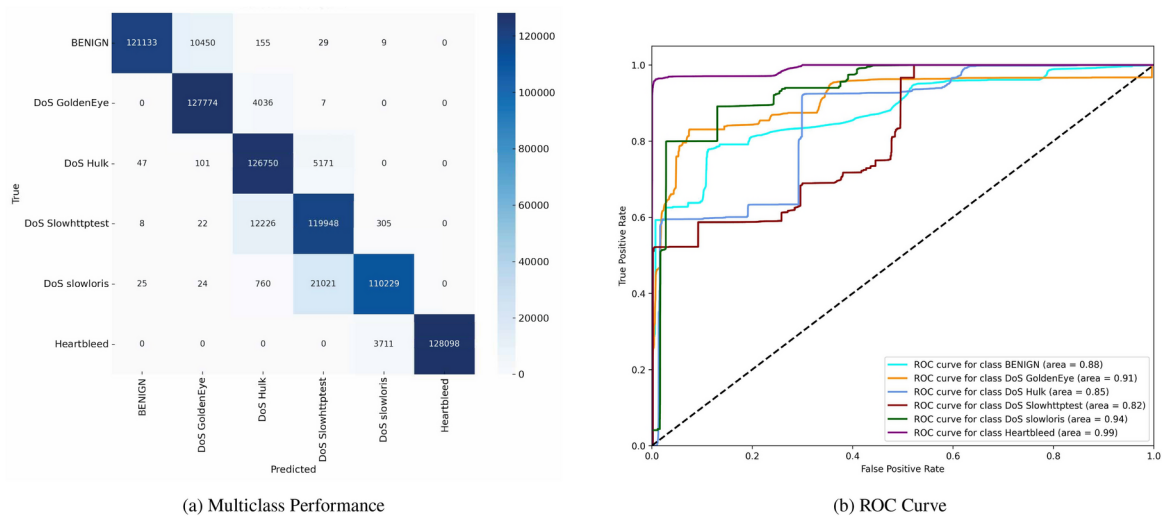 BENIGN
121133 10450 155 29 9 0
DoS GoldenEye
0 127774 4036 7 0 0
DoS Hulk
47 101 126750 5171 0 0
DoS Slowhttptest
8 22 12226 119948 305 0
DoS slowloris
25 24 760 21021 110229 0
Heartbleed
0 0 0 0 3711 128098
True
BENIGN
DoS GoldenEye
DoS Hulk
DoS Slowhttptest
DoS slowloris
Heartbleed
Predicted
120000
100000
80000
60000
40000
20000
0
(a) Multiclass Performance
True Positive Rate
1.0
0.8
0.6
0.4
0.2
0.0
0.0 0.2 0.4 0.6 0.8 1.0
False Positive Rate
ROC curve for class BENIGN (area = 0.88)
ROC curve for class DoS GoldenEye (area = 0.91)
ROC curve for class DoS Hulk (area = 0.85)
ROC curve for class DoS Slowhttptest (area = 0.82)
ROC curve for class DoS slowloris (area = 0.94)
ROC curve for class Heartbleed (area = 0.99)
(b) ROC Curve